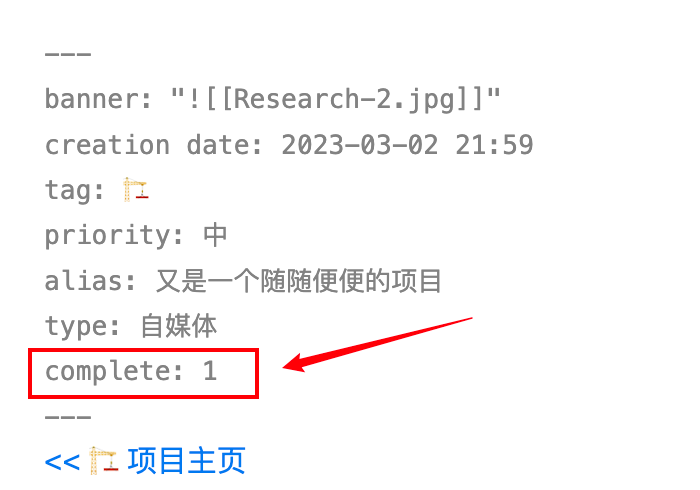 ---
banner: "![[Research-2.jpg]]"
creation date: 2023-03-02 21:59
tag: 🏗
priority: 中
alias: 又是一个随随便便的项目
type: 自媒体
complete: 1
---
<< 🏗 项目主页